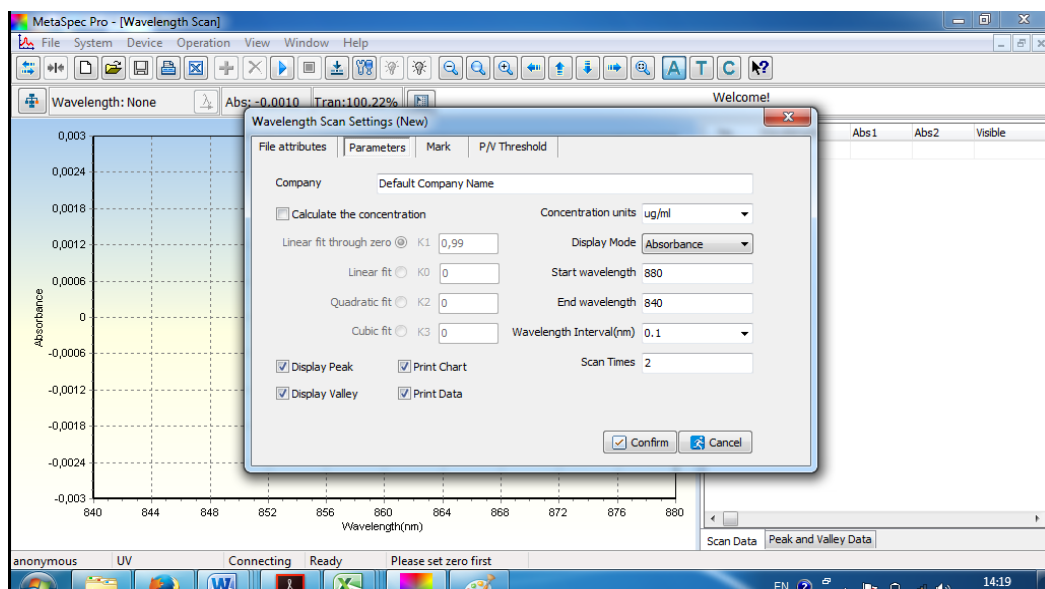 MetaSpec Pro - [Wavelength Scan]
File System Device Operation View Window Help
A T C
Wavelength: None Abs: -0.0010 Tran:100.22%
Welcome!
Abs1 Abs2 Visible
Wavelength Scan Settings (New)
File attributes Parameters Mark P/V Threshold
Company Default Company Name
Calculate the concentration Concentration units ug/ml
Linear fit through zero K1 0,99 Display Mode Absorbance
Linear fit K0 0 Start wavelength 880
Quadratic fit K2 0 End wavelength 840
Cubic fit K3 0 Wavelength Interval(nm) 0.1
Display Peak Print Chart Scan Times 2
Display Valley Print Data
Confirm Cancel
0,003
0,0024
0,0018
0,0012
0,0006
0
-0,0006
-0,0012
-0,0018
-0,0024
-0,003
Absorbance
840 844 848 852 856 860 864 868 872 876 880
Wavelength(nm)
Scan Data Peak and Valley Data
anonymous UV Connecting Ready Please set zero first
EN 14:19